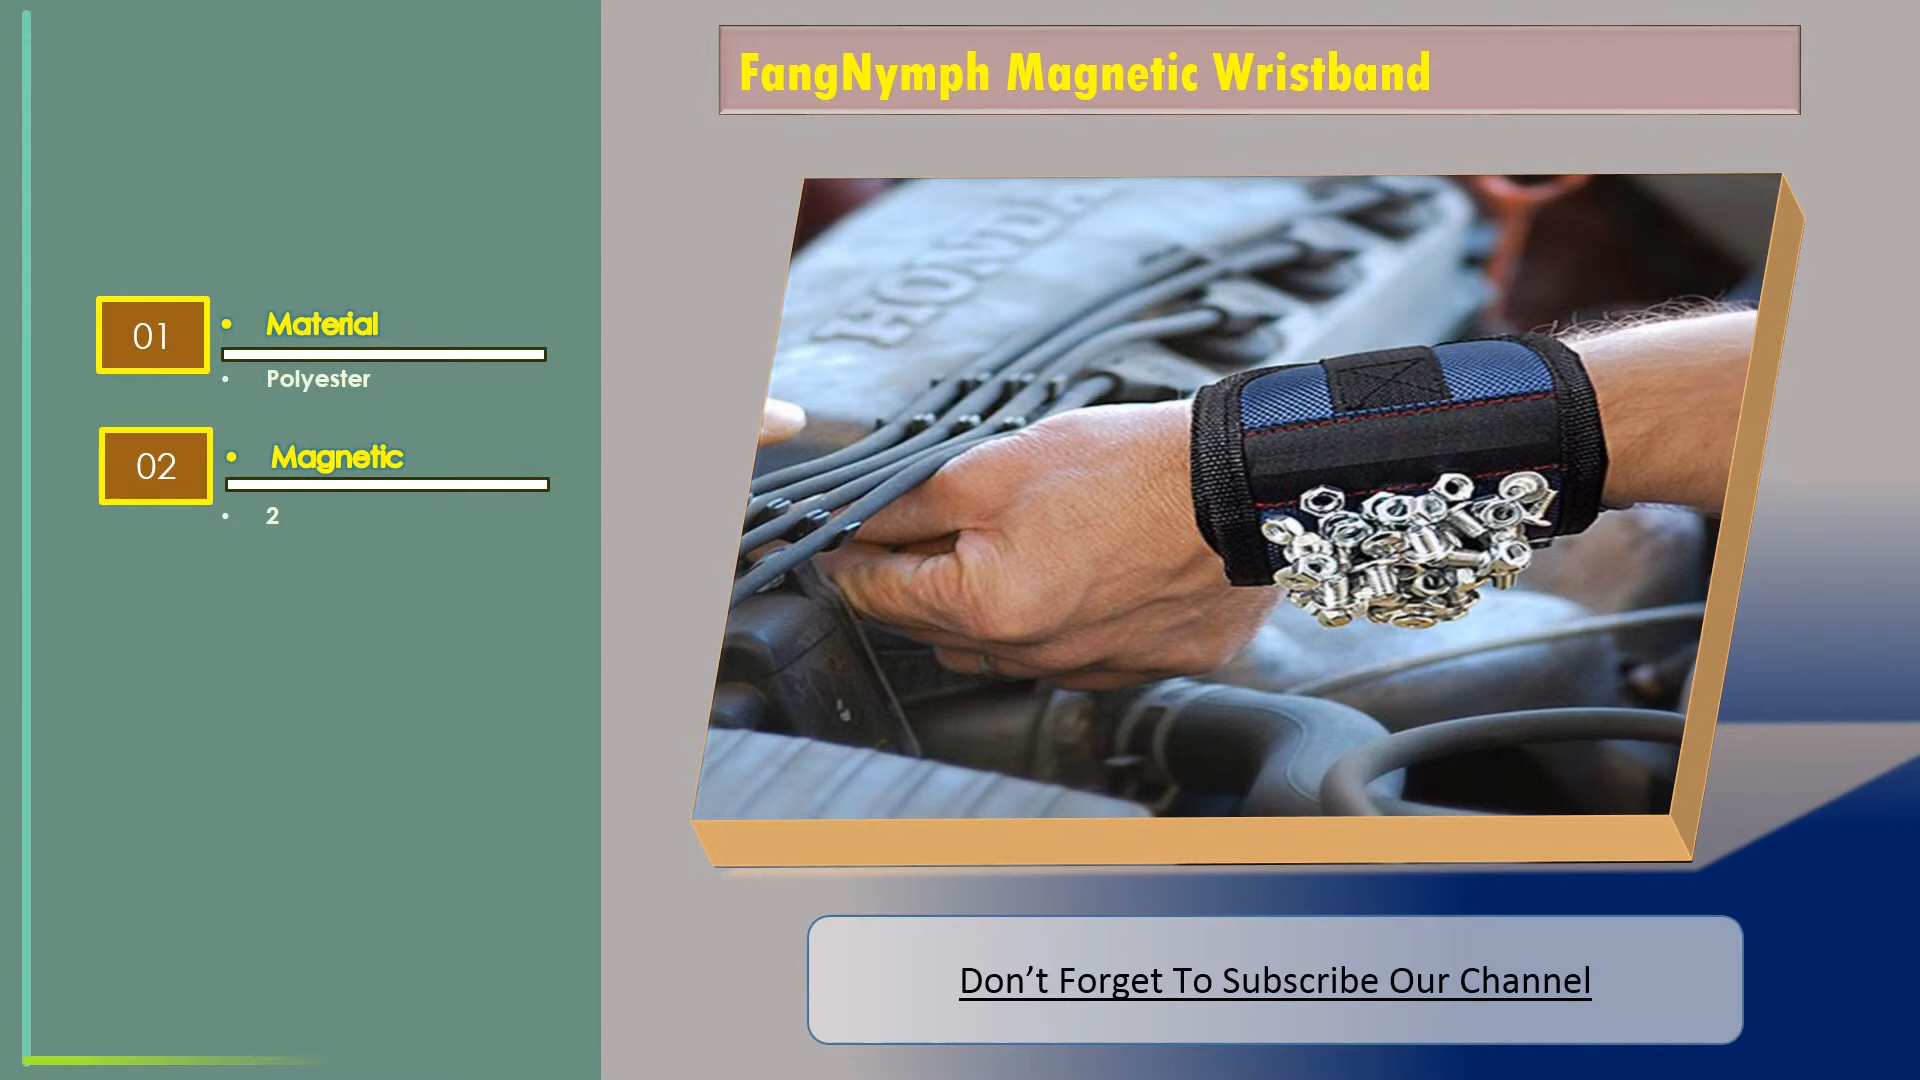 FangNymph Magnetic Wristband
01
• Material
• Polyester
02
• Magnetic
• 2
HONDA
Don’t Forget To Subscribe Our Channel